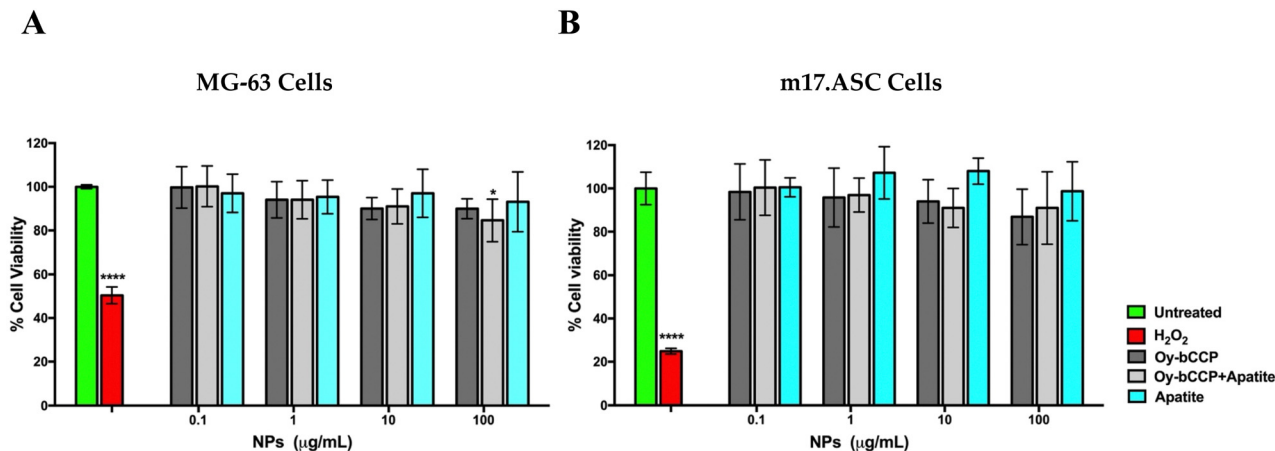 A
B
MG-63 Cells
m17.ASC Cells
% Cell Viability
120
100
80
60
40
20
0
****
*
0.1
1
10
100
NPs (μg/mL)
% Cell viability
120
100
80
60
40
20
0
****
0.1
1
10
100
NPs (μg/mL)
Untreated
H₂O₂
Oy-bCCP
Oy-bCCP+Apatite
Apatite